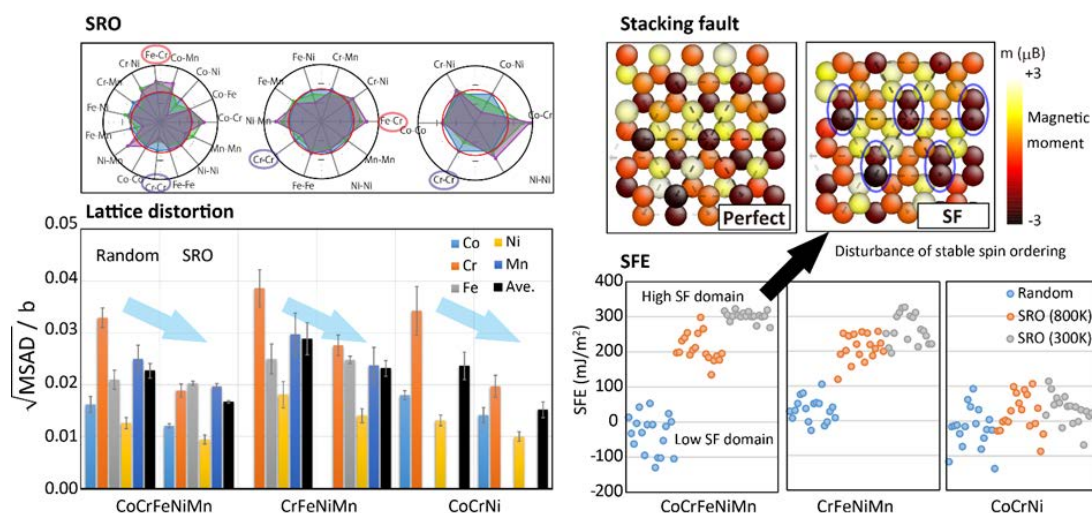 SRO
Fe-Cr
Co-Mn
Co-Ni
Co-Fe
Co-Cr
Mn-Mn
Ni-Ni
Fe-Fe
Cr-Cr
Co-Co
Ni-Mn
Fe-Mn
Fe-Ni
Cr-Mn
Cr-Ni
Cr-Mn
Cr-Ni
Fe-Cr
Mn-Mn
Ni-Ni
Fe-Fe
Cr-Cr
Ni-Mn
Fe-Mn
Fe-Ni
Cr-Ni
Co-Ni
Co-Cr
Ni-Ni
Cr-Cr
Co-Co
Stacking fault
Perfect
SF
m (μB)
+3
Magnetic
moment
-3
Disturbance of stable spin ordering
Lattice distortion
√MSAD / b
0.05
0.04
0.03
0.02
0.01
0.00
Random SRO
Co Ni
Cr Mn
Fe Ave.
CoCrFeNiMn CrFeNiMn CoCrNi
SFE
SFE (mJ/m²)
400
300
200
100
0
-100
-200
High SF domain
Low SF domain
Random
SRO (800K)
SRO (300K)
CoCrFeNiMn CrFeNiMn CoCrNi